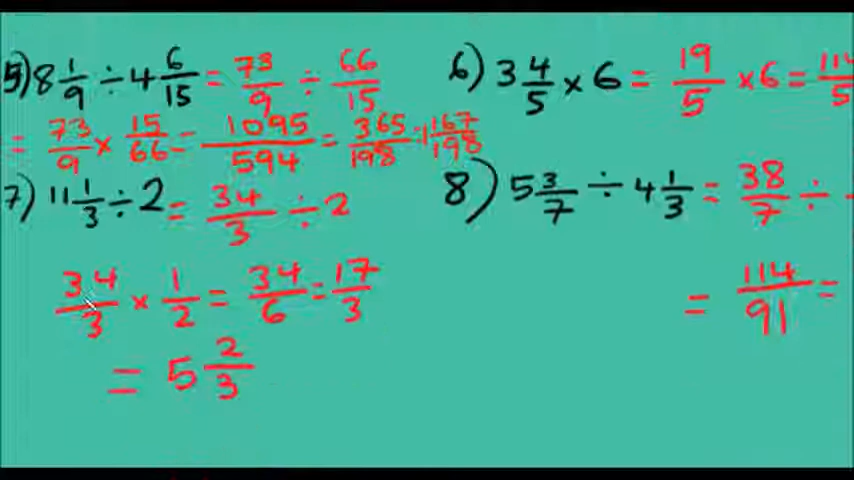 5) 8 1/9 ÷ 4 6/15 = 73/9 ÷ 66/15
= 73/9 × 15/66 = 1095/594 = 365/198 = 1 167/198
7) 11 1/3 ÷ 2 = 34/3 ÷ 2
34/3 × 1/2 = 34/6 = 17/3
= 5 2/3
6) 3 4/5 × 6 = 19/5 × 6 = 114/5
8) 5 3/7 ÷ 4 1/3 = 38/7 ÷
= 114/91 =